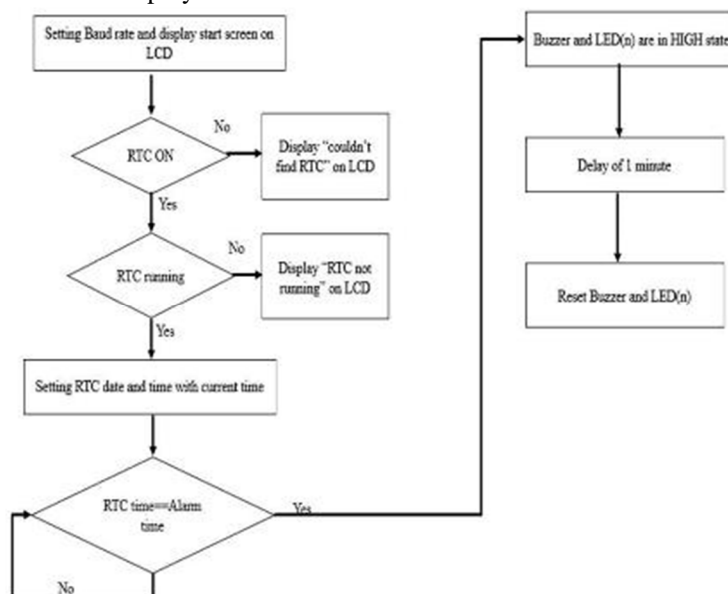 Setting Baud rate and display start screen on
LCD
RTC ON
No
Display “couldn’t
find RTC” on LCD
Yes
RTC running
No
Display “RTC not
running” on LCD
Yes
Setting RTC date and time with current time
RTC time==Alarm
time
Yes
No
Buzzer and LED(n) are in HIGH state
Delay of 1 minute
Reset Buzzer and LED(n)